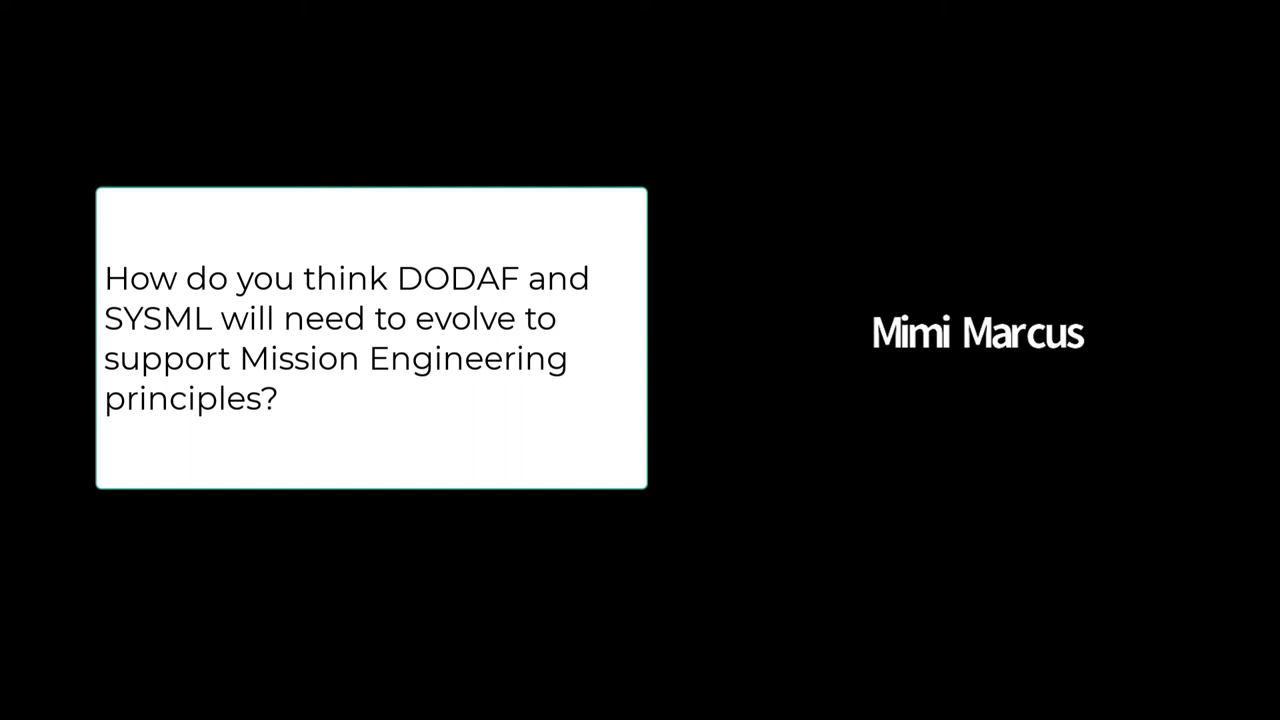 How do you think DODAF and
SYSML will need to evolve to
support Mission Engineering
principles?
Mimi Marcus